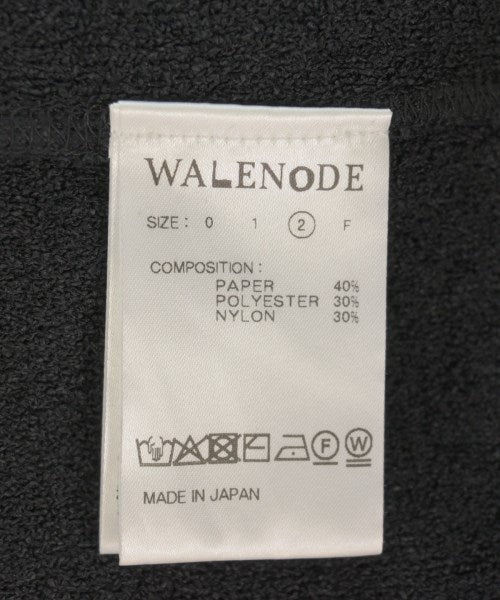 WALENODE
SIZE: 0 1 2 F
COMPOSITION:
PAPER 40%
POLYESTER 30%
NYLON 30%
F W
MADE IN JAPAN